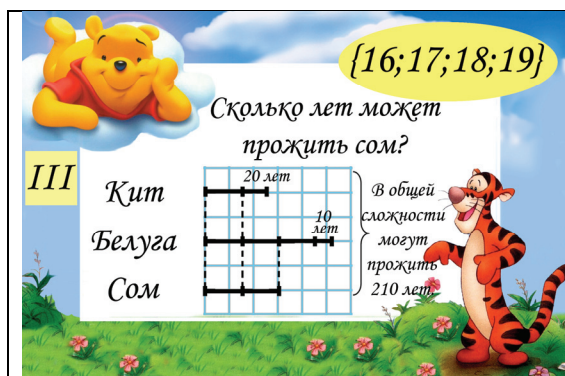 {16;17;18;19}
Сколько лет может
прожить сом?
III
Кит
20 лет
Белуга
10
лет
Сом
В общей
сложности
могут
прожить
210 лет.